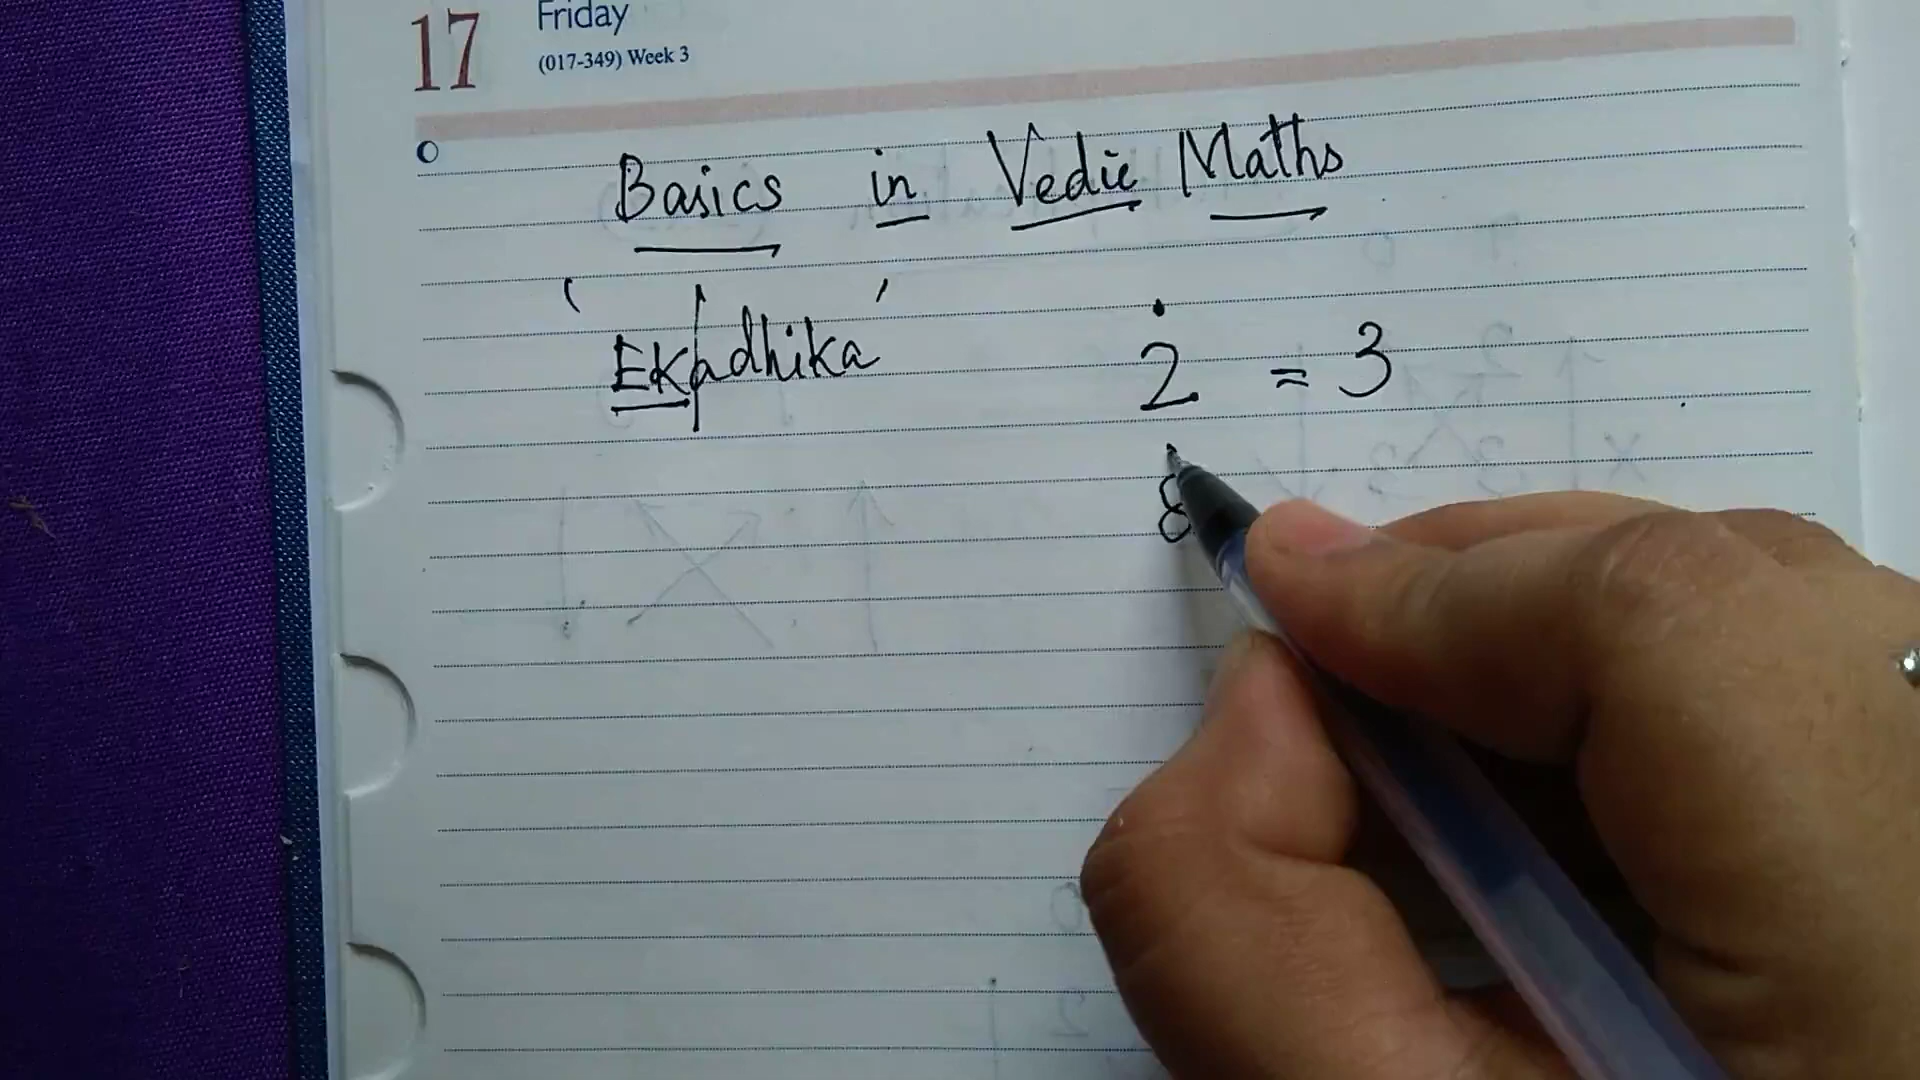 17 Friday
(017-349) Week 3
Basics in Vedic Maths
'Ekadhika' 2̇ = 3
8̇